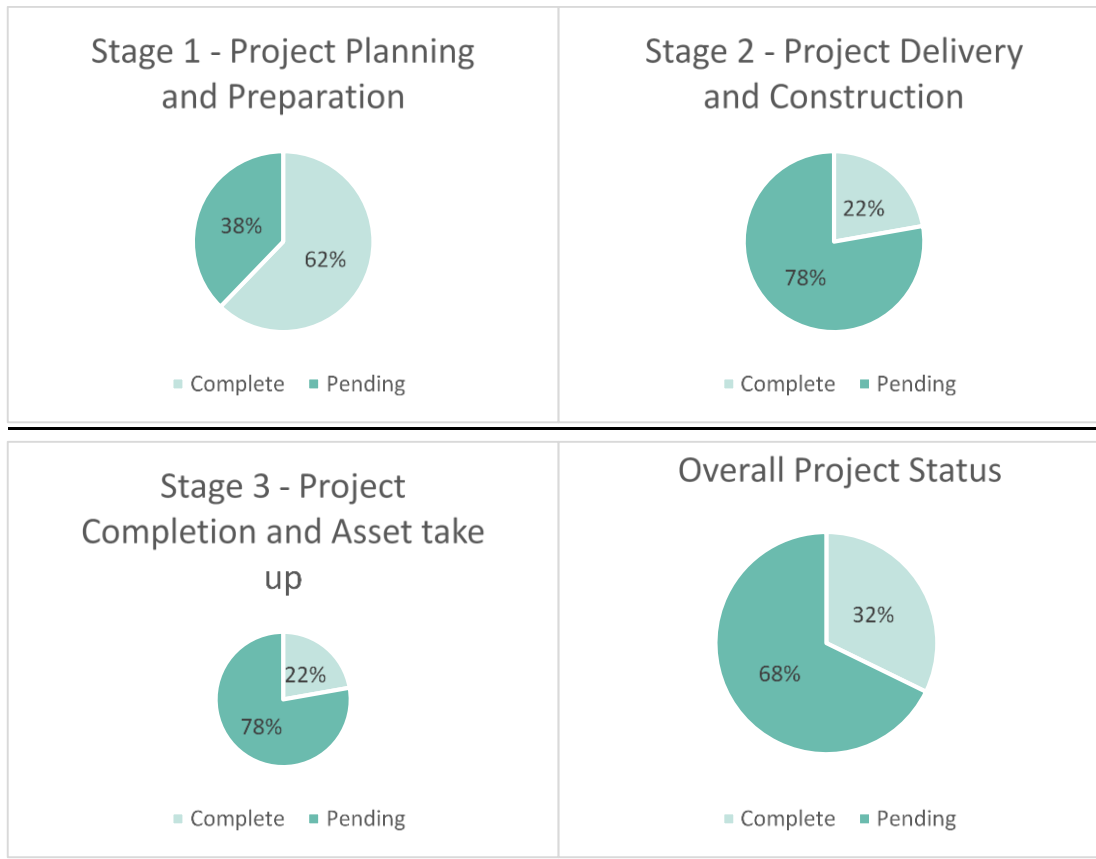 Stage 1 - Project Planning
and Preparation
38%
62%
Complete Pending
Stage 2 - Project Delivery
and Construction
22%
78%
Complete Pending
Stage 3 - Project
Completion and Asset take
up
22%
78%
Complete Pending
Overall Project Status
32%
68%
Complete Pending